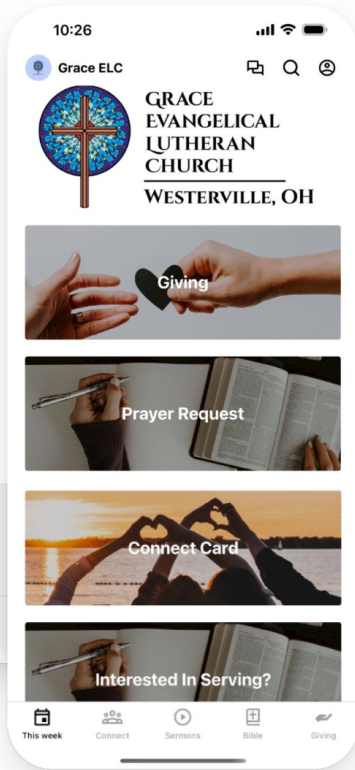 10:26
Grace ELC
Grace
Evangelical
Lutheran
Church
Westerville, OH
Giving
Prayer Request
Connect Card
Interested In Serving?
This week
Connect
Sermons
Bible
Giving